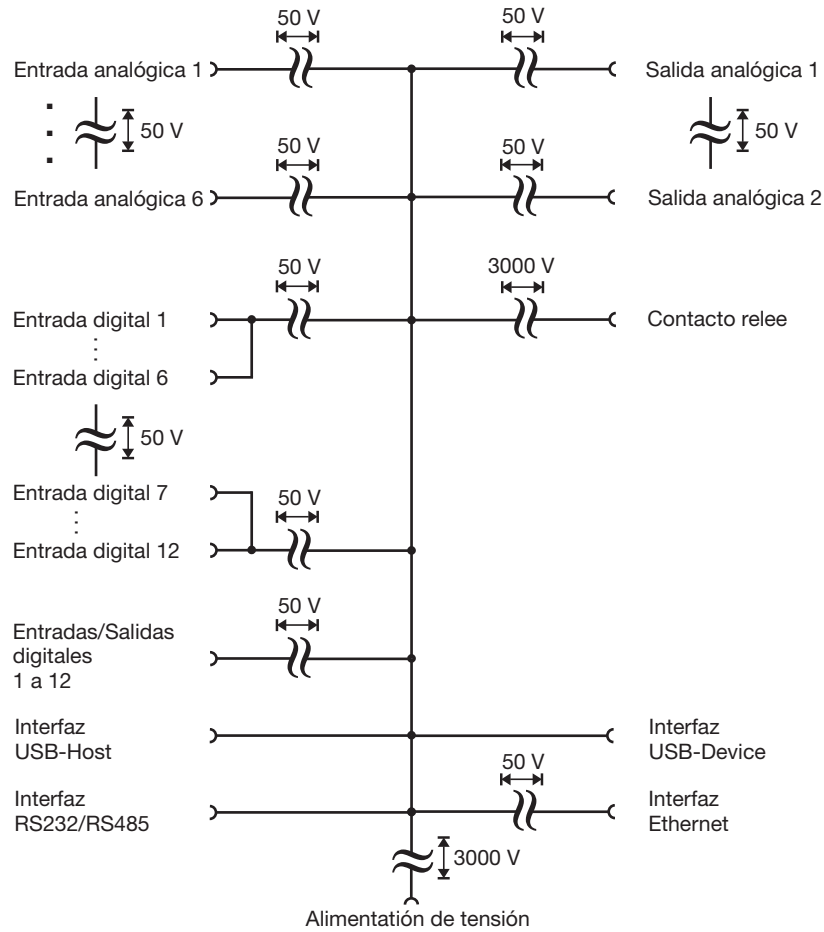 50 V
50 V
Entrada analógica 1
Salida analógica 1
50 V
50 V
50 V
50 V
Entrada analógica 6
Salida analógica 2
50 V
3000 V
Entrada digital 1
Contacto relee
Entrada digital 6
50 V
Entrada digital 7
50 V
Entrada digital 12
50 V
Entradas/Salidas
digitales
1 a 12
Interfaz
USB-Host
Interfaz
USB-Device
50 V
Interfaz
RS232/RS485
Interfaz
Ethernet
3000 V
Alimentatión de tensión